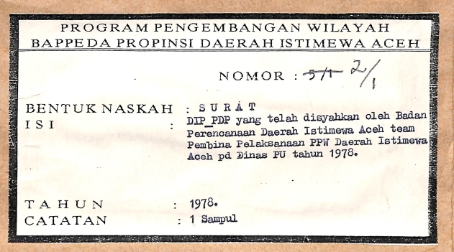 PROGRAM PENGEMBANGAN WILAYAH
BAPPEDA PROPINSI DAERAH ISTIMEWA ACEH
NOMOR : 2/1
BENTUK NASKAH : SURAT
ISI : DIP_PDP yang telah disyahkan oleh Badan
Perencanaan Daerah Istimewa Aceh team
Pembina Pelaksanaan PPW Daerah Istimewa
Aceh pd Dinas PU tahun 1978.
TAHUN : 1978.
CATATAN : 1 Sampul